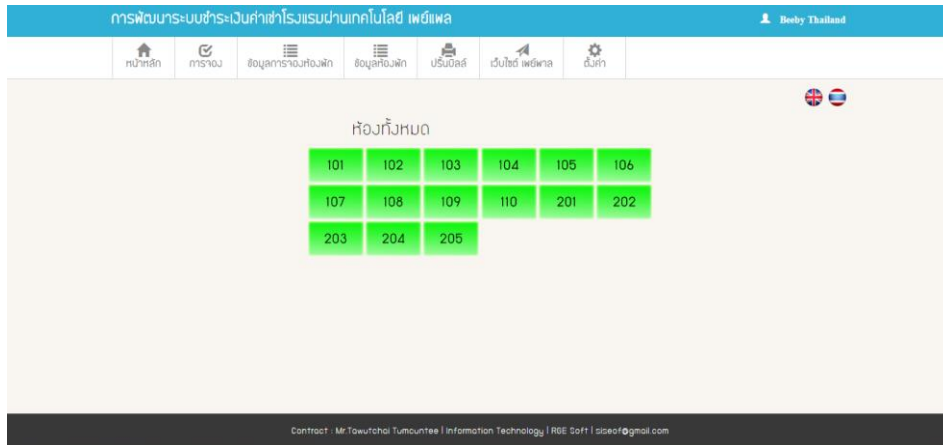 การพัฒนาระบบชำระเงินค่าเช่าโรงแรมผ่านเทคโนโลยี เพย์แพล
Beeby Thailand
หน้าหลัก การาจอง ข้อมูลการาจองห้องพัก ข้อมูลห้องพัก ปริ้นบิลล์ เว็บไซต์ เพย์พาล ตั้งค่า
ห้องทั้งหมด
101 102 103 104 105 106
107 108 109 110 201 202
203 204 205
Contract : Mr.Tawutchai Tumcuntee | Information Technology | RGE Soft | siseof@gmail.com